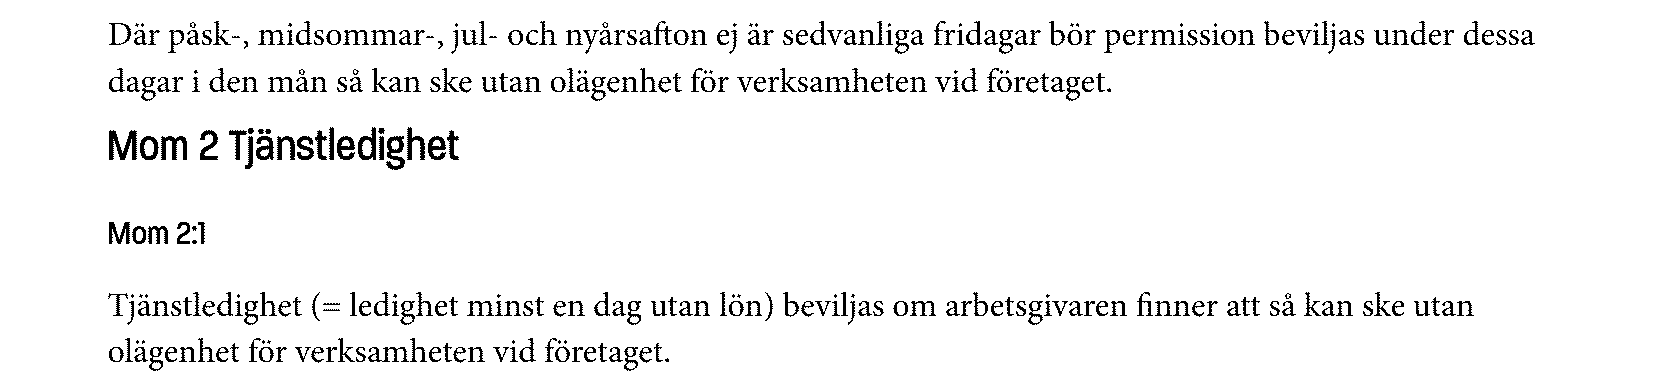 Där påsk-, midsommar-, jul- och nyårsafton ej är sedvanliga fridagar bör permission beviljas under dessa
dagar i den mån så kan ske utan olägenhet för verksamheten vid företaget.
Mom 2 Tjänstledighet
Mom 2:1
Tjänstledighet (= ledighet minst en dag utan lön) beviljas om arbetsgivaren finner att så kan ske utan
olägenhet för verksamheten vid företaget.